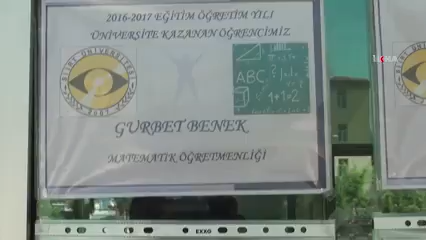 2016-2017 EĞİTİM ÖĞRETİM YILI
ÜNİVERSİTE KAZANAN ÖĞRENCİMİZ
ABC
1+1=2
GURBET BENEK
MATEMATİK ÖĞRETMENLİĞİ
EXXO